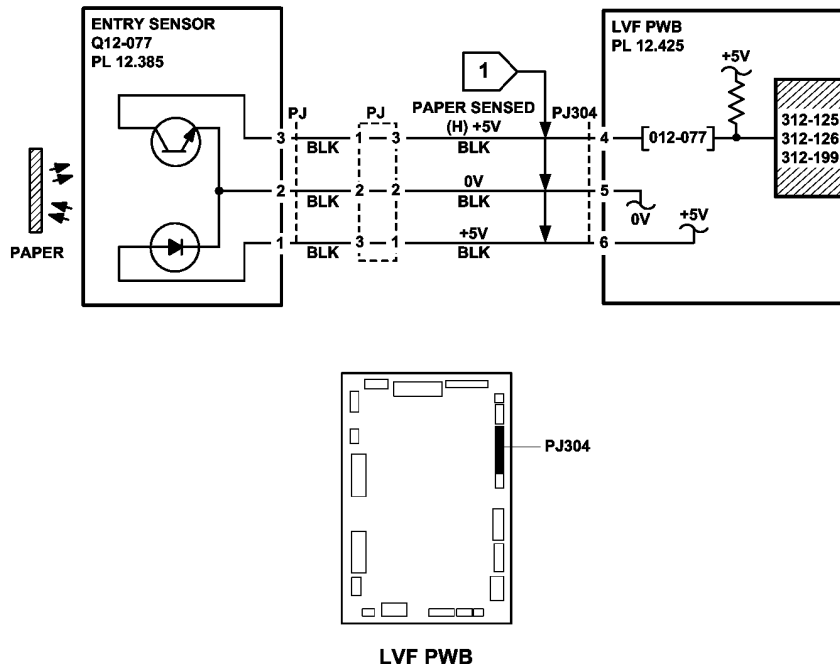 ENTRY SENSOR
Q12-077
PL 12.385
PAPER
PJ
PJ
1
PAPER SENSED
(H) +5V
PJ304
3
BLK
1
3
BLK
4
2
BLK
2
2
0V
BLK
5
1
BLK
3
1
+5V
BLK
6
LVF PWB
PL 12.425
+5V
[012-077]
312-125
312-126
312-199
0V
+5V
PJ304
LVF PWB